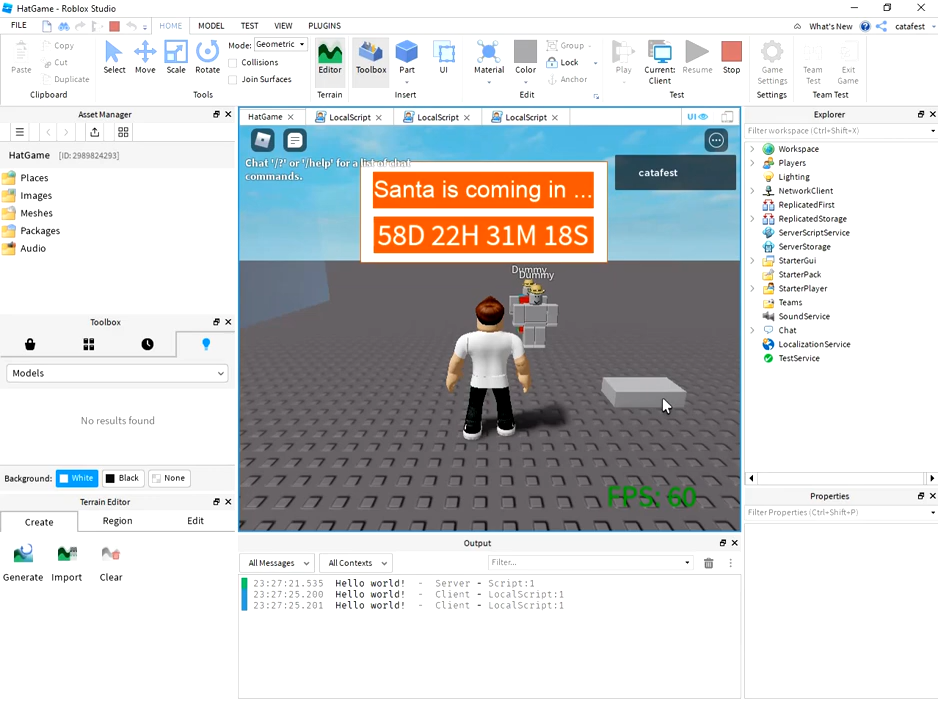 HatGame - Roblox Studio
FILE HOME MODEL TEST VIEW PLUGINS What's New catafest
Paste Copy Cut Duplicate Clipboard
Select Move Scale Rotate Mode: Geometric Collisions Join Surfaces Tools
Editor Terrain
Toolbox Part UI Insert
Material Color Group Lock Anchor Edit
Play Current: Client Resume Stop Test
Game Settings Settings
Team Test Exit Game Team Test
Asset Manager
HatGame [ID: 2989824293]
Places
Images
Meshes
Packages
Audio
Toolbox
Models
No results found
Background: White Black None
Terrain Editor
Create Region Edit
Generate Import Clear
HatGame LocalScript LocalScript LocalScript UI
Chat '/?' or '/help' for a list of chat
commands.
Santa is coming in ...
58D 22H 31M 18S
catafest
Dummy
Dummy
FPS: 60
Output
All Messages All Contexts Filter...
23:27:21.535 Hello world! - Server - Script:1
23:27:25.200 Hello world! - Client - LocalScript:1
23:27:25.201 Hello world! - Client - LocalScript:1
Explorer
Filter workspace (Ctrl+Shift+X)
Workspace
Players
Lighting
NetworkClient
ReplicatedFirst
ReplicatedStorage
ServerScriptService
ServerStorage
StarterGui
StarterPack
StarterPlayer
Teams
SoundService
Chat
LocalizationService
TestService
Properties
Filter Properties (Ctrl+Shift+P)